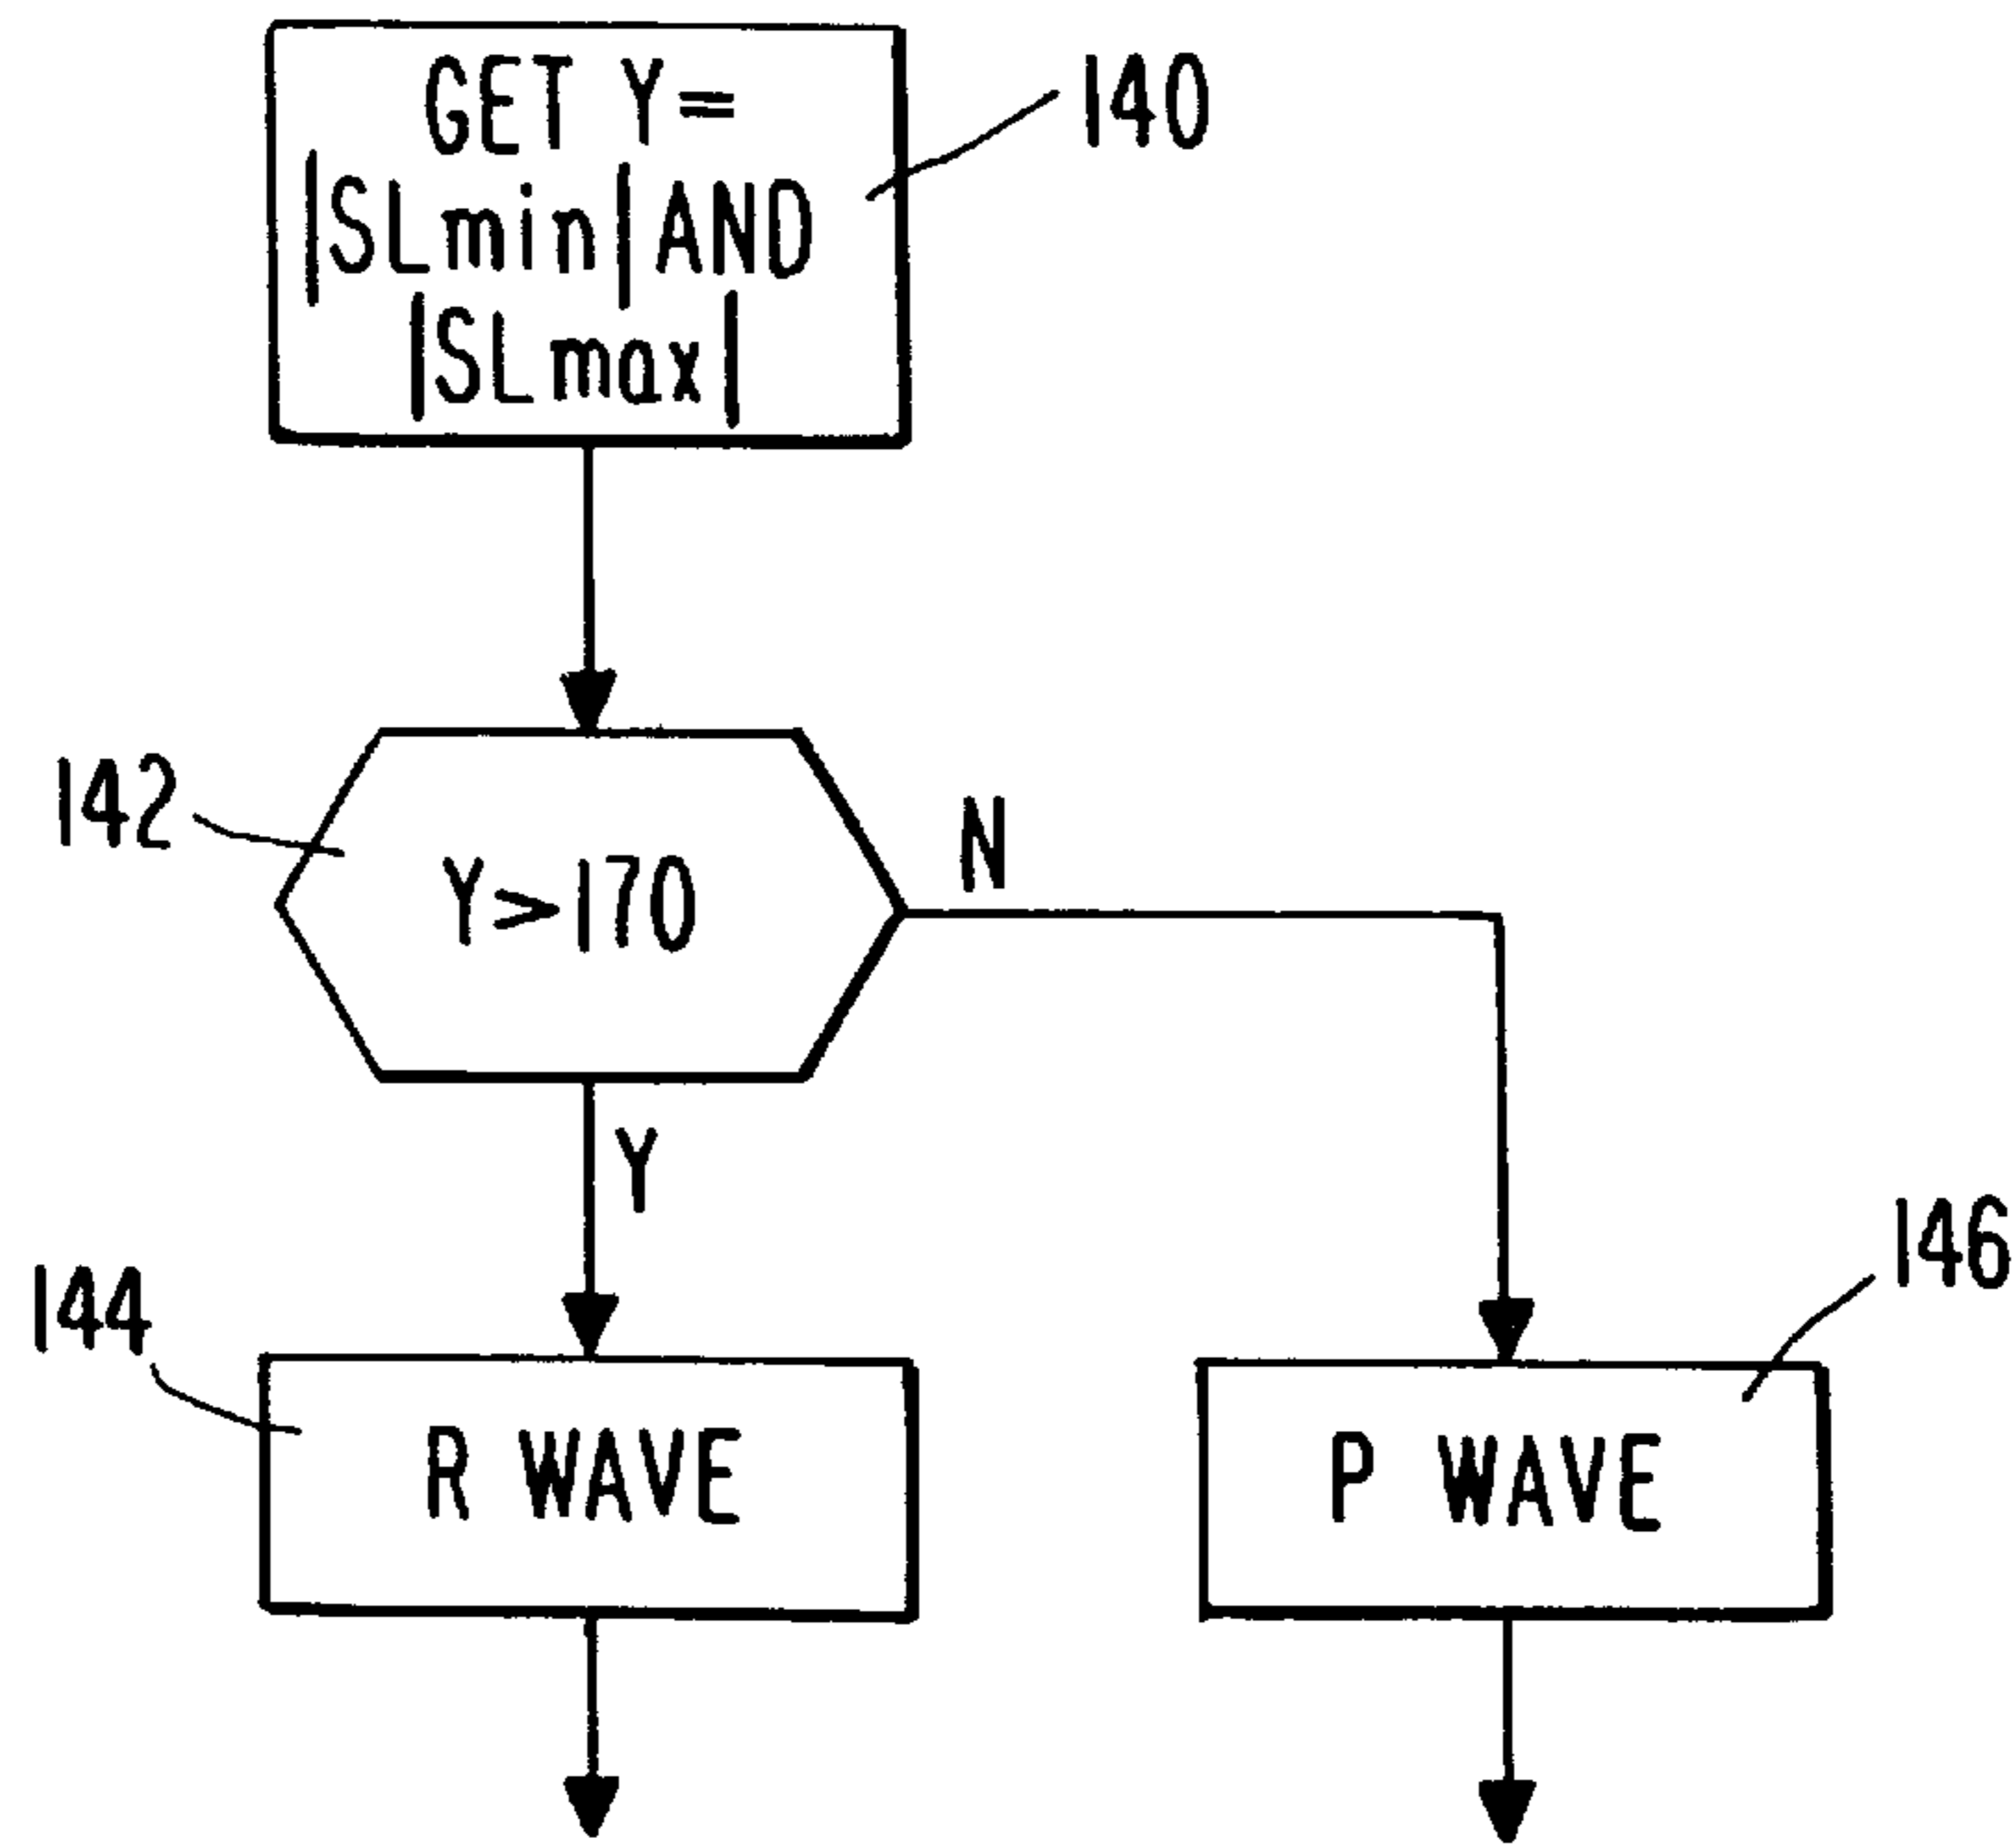 GET Y=
|SLmin| AND
|SLmax|
140
142
Y>170
N
Y
144
146
R WAVE
P WAVE